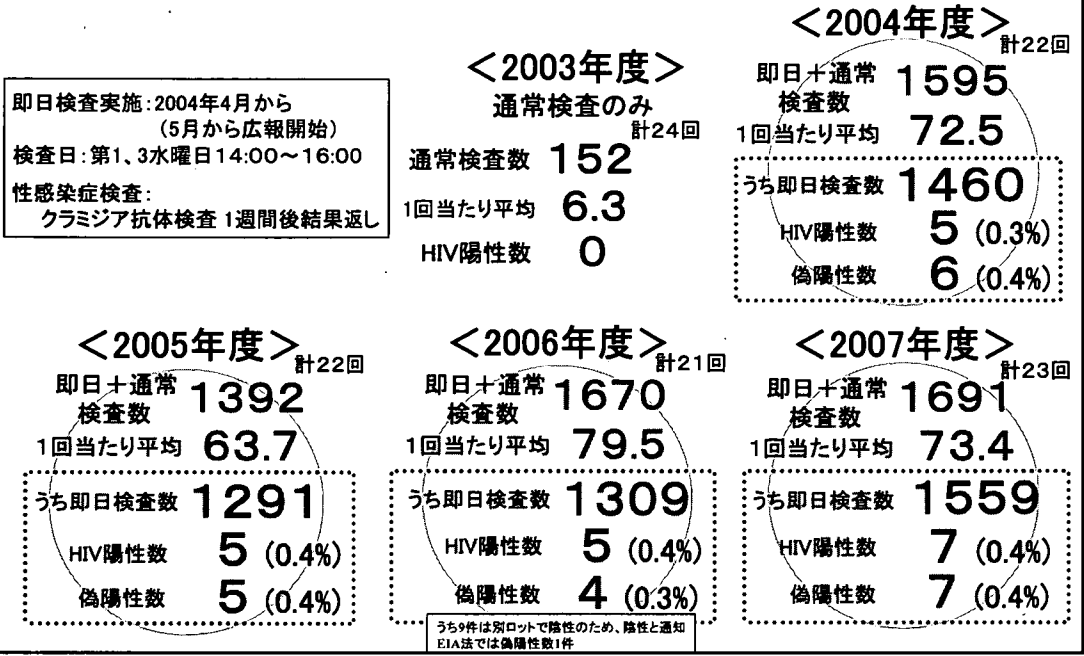 即日検査実施:2004年4月から
(5月から広報開始)
検査日:第1、3水曜日14:00～16:00
性感染症検査:
クラミジア抗体検査 1週間後結果返し
＜2003年度＞
通常検査のみ
計24回
通常検査数 152
1回当たり平均 6.3
HIV陽性数 0
＜2004年度＞
計22回
即日＋通常
検査数 1595
1回当たり平均 72.5
うち即日検査数 1460
HIV陽性数 5 (0.3%)
偽陽性数 6 (0.4%)
＜2005年度＞
計22回
即日＋通常
検査数 1392
1回当たり平均 63.7
うち即日検査数 1291
HIV陽性数 5 (0.4%)
偽陽性数 5 (0.4%)
＜2006年度＞
計21回
即日＋通常
検査数 1670
1回当たり平均 79.5
うち即日検査数 1309
HIV陽性数 5 (0.4%)
偽陽性数 4 (0.3%)
うち9件は別ロットで陰性のため、陰性と通知
EIA法では偽陽性数1件
＜2007年度＞
計23回
即日＋通常
検査数 1691
1回当たり平均 73.4
うち即日検査数 1559
HIV陽性数 7 (0.4%)
偽陽性数 7 (0.4%)